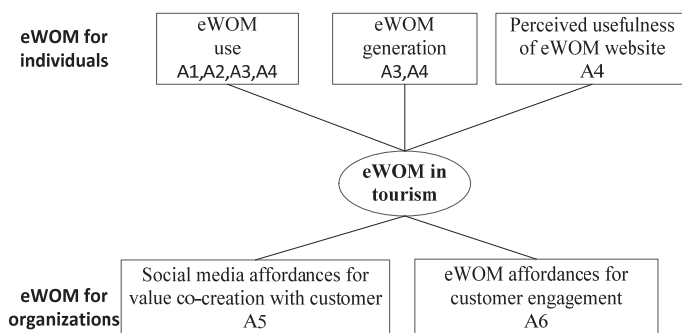 eWOM for
individuals
eWOM
use
A1,A2,A3,A4
eWOM
generation
A3,A4
Perceived usefulness
of eWOM website
A4
eWOM in
tourism
eWOM for
organizations
Social media affordances for
value co-creation with customer
A5
eWOM affordances for
customer engagement
A6